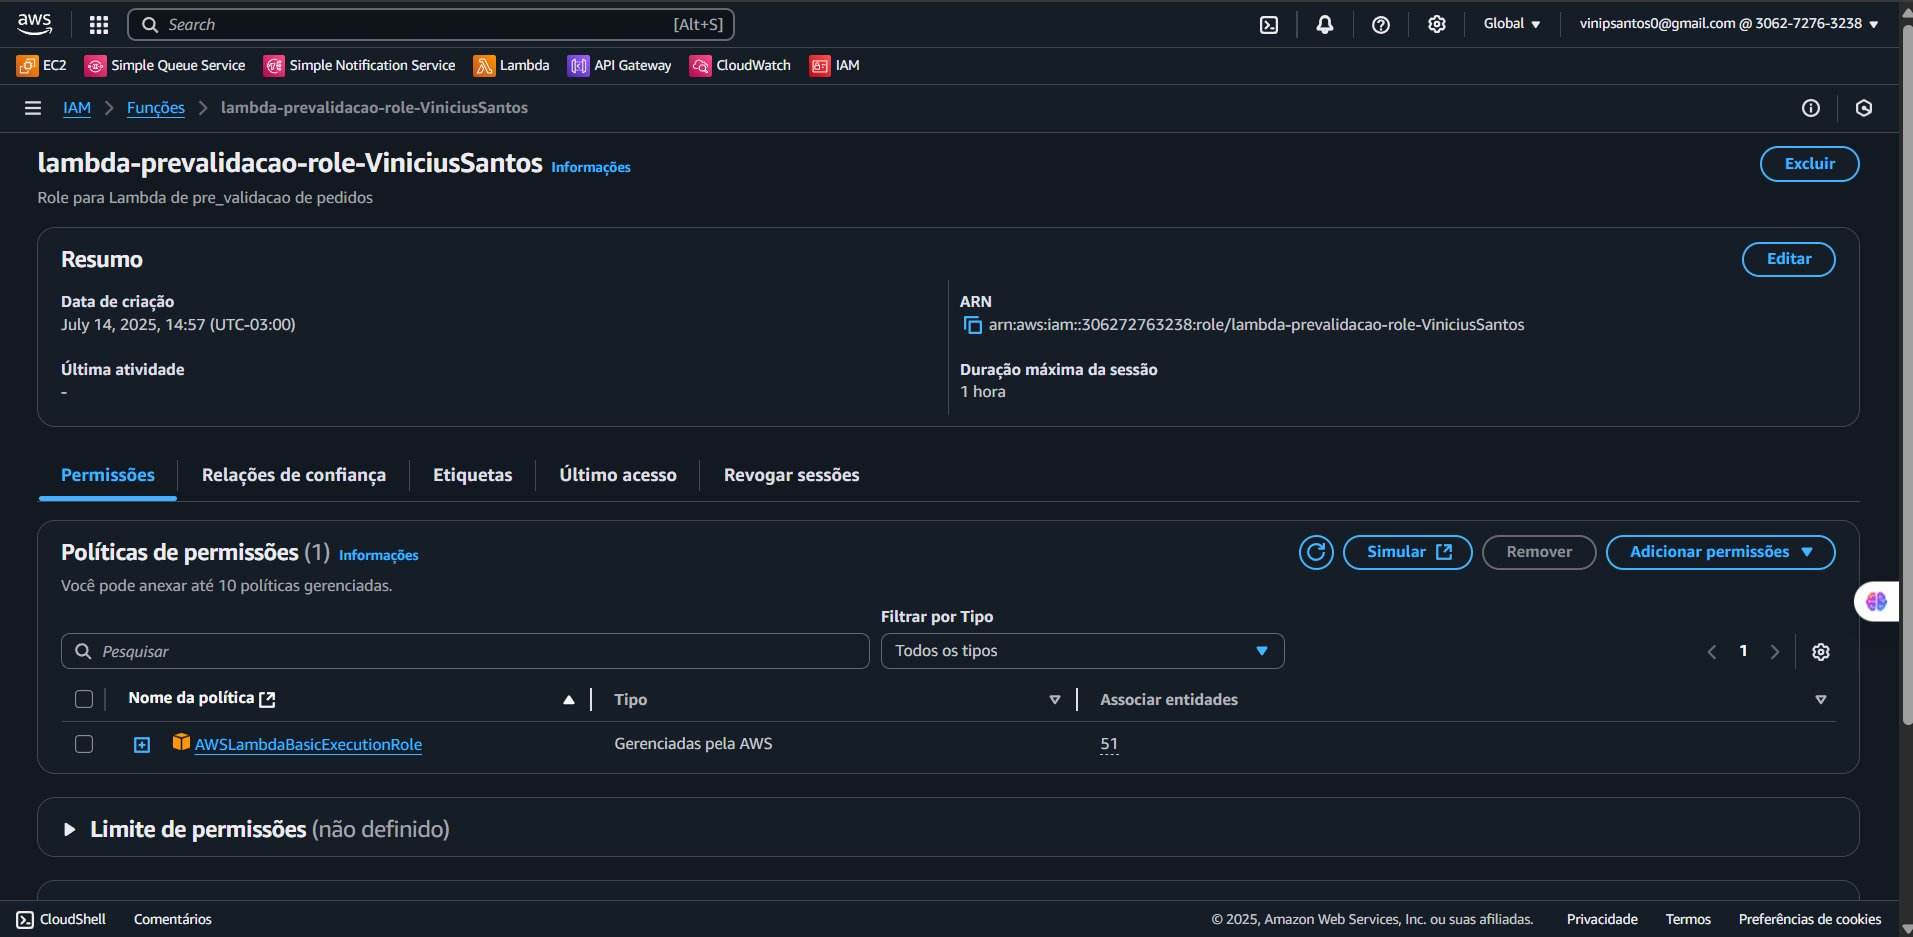 aws
Search [Alt+S]
Global
vinipsantos0@gmail.com @ 3062-7276-3238
EC2 Simple Queue Service Simple Notification Service Lambda API Gateway CloudWatch IAM
IAM Funções lambda-prevalidacao-role-ViniciusSantos
lambda-prevalidacao-role-ViniciusSantos Informações
Excluir
Role para Lambda de pre_validacao de pedidos
Resumo
Editar
Data de criação
July 14, 2025, 14:57 (UTC-03:00)
ARN
arn:aws:iam::306272763238:role/lambda-prevalidacao-role-ViniciusSantos
Última atividade
-
Duração máxima da sessão
1 hora
Permissões Relações de confiança Etiquetas Último acesso Revogar sessões
Políticas de permissões (1) Informações
Simular Remover Adicionar permissões
Você pode anexar até 10 políticas gerenciadas.
Filtrar por Tipo
Pesquisar Todos os tipos 1
Nome da política Tipo Associar entidades
AWSLambdaBasicExecutionRole Gerenciadas pela AWS 51
Limite de permissões (não definido)
CloudShell Comentários © 2025, Amazon Web Services, Inc. ou suas afiliadas. Privacidade Termos Preferências de cookies